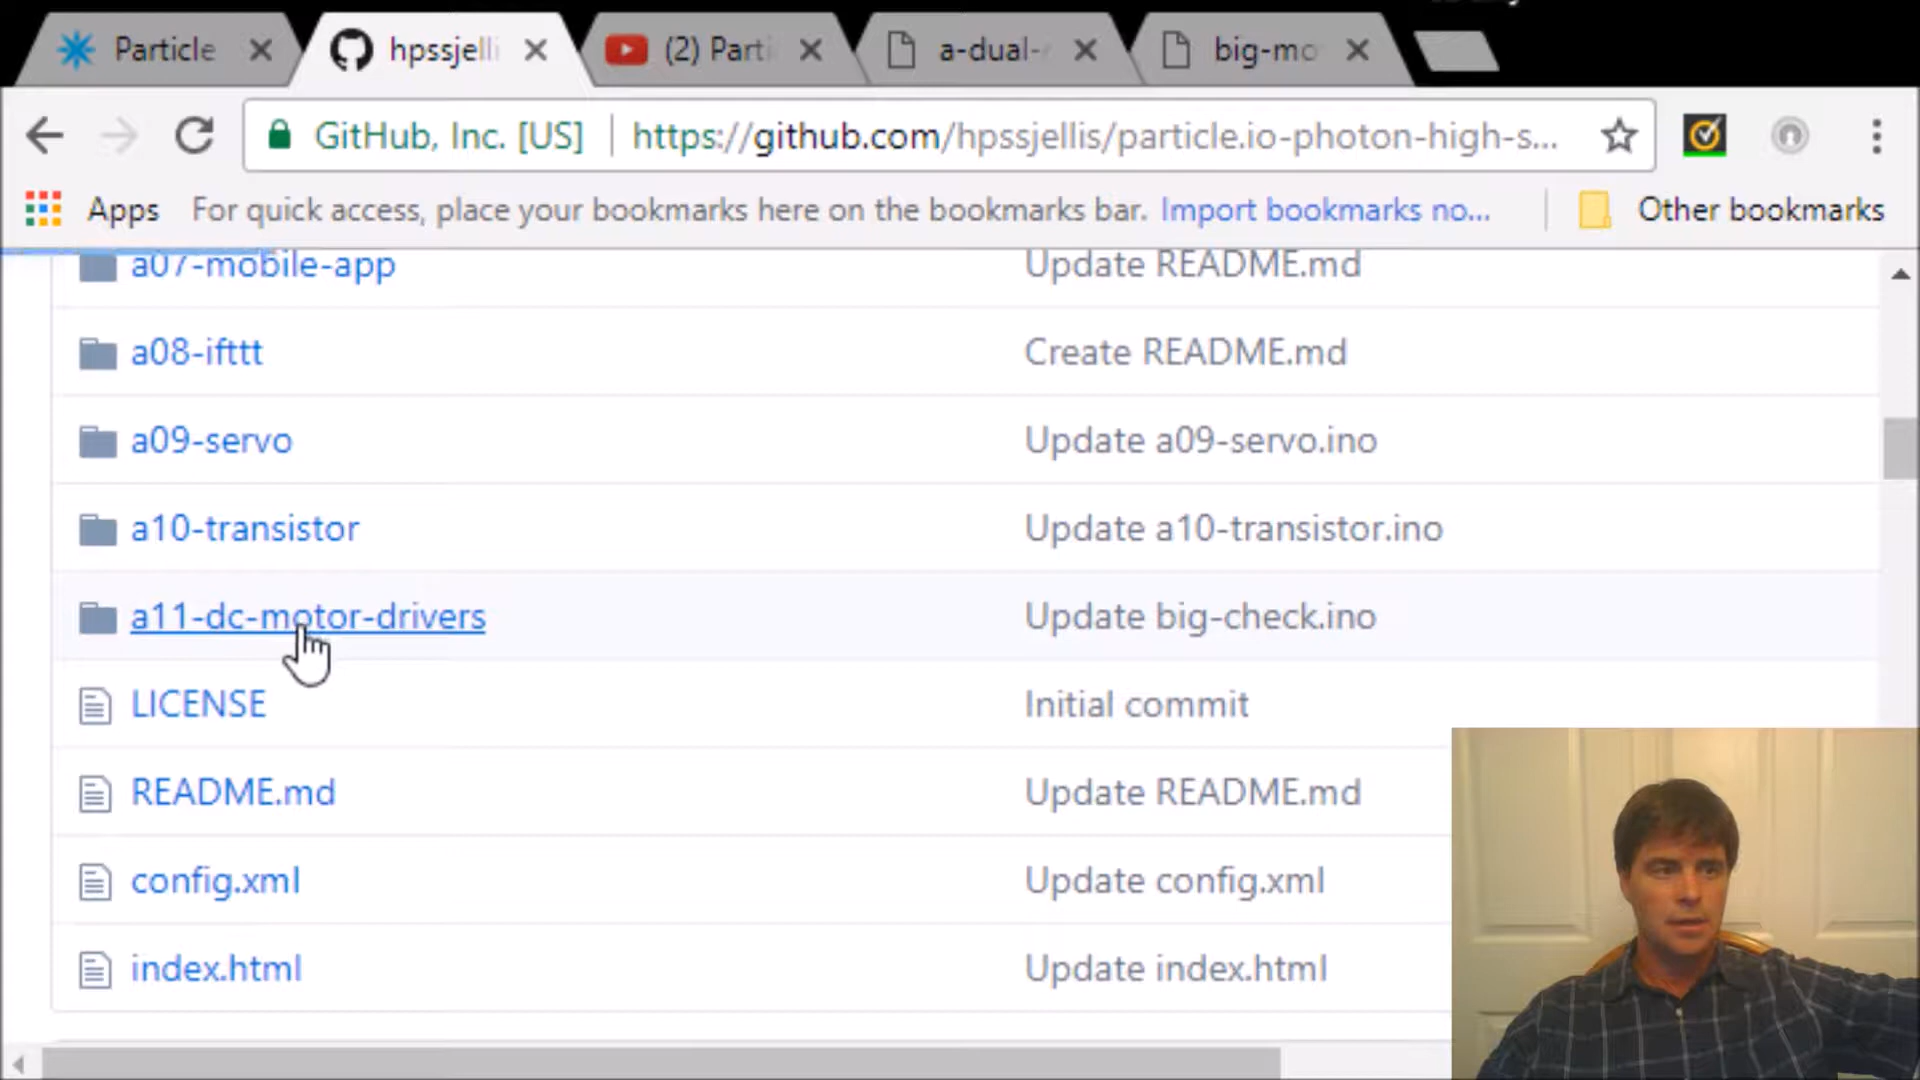 Particle
hpssjelli
(2) Parti
a-dual-
big-mo
GitHub, Inc. [US]
https://github.com/hpssjellis/particle.io-photon-high-s...
Apps
For quick access, place your bookmarks here on the bookmarks bar. Import bookmarks no...
Other bookmarks
a07-mobile-app
Update README.md
a08-ifttt
Create README.md
a09-servo
Update a09-servo.ino
a10-transistor
Update a10-transistor.ino
a11-dc-motor-drivers
Update big-check.ino
LICENSE
Initial commit
README.md
Update README.md
config.xml
Update config.xml
index.html
Update index.html